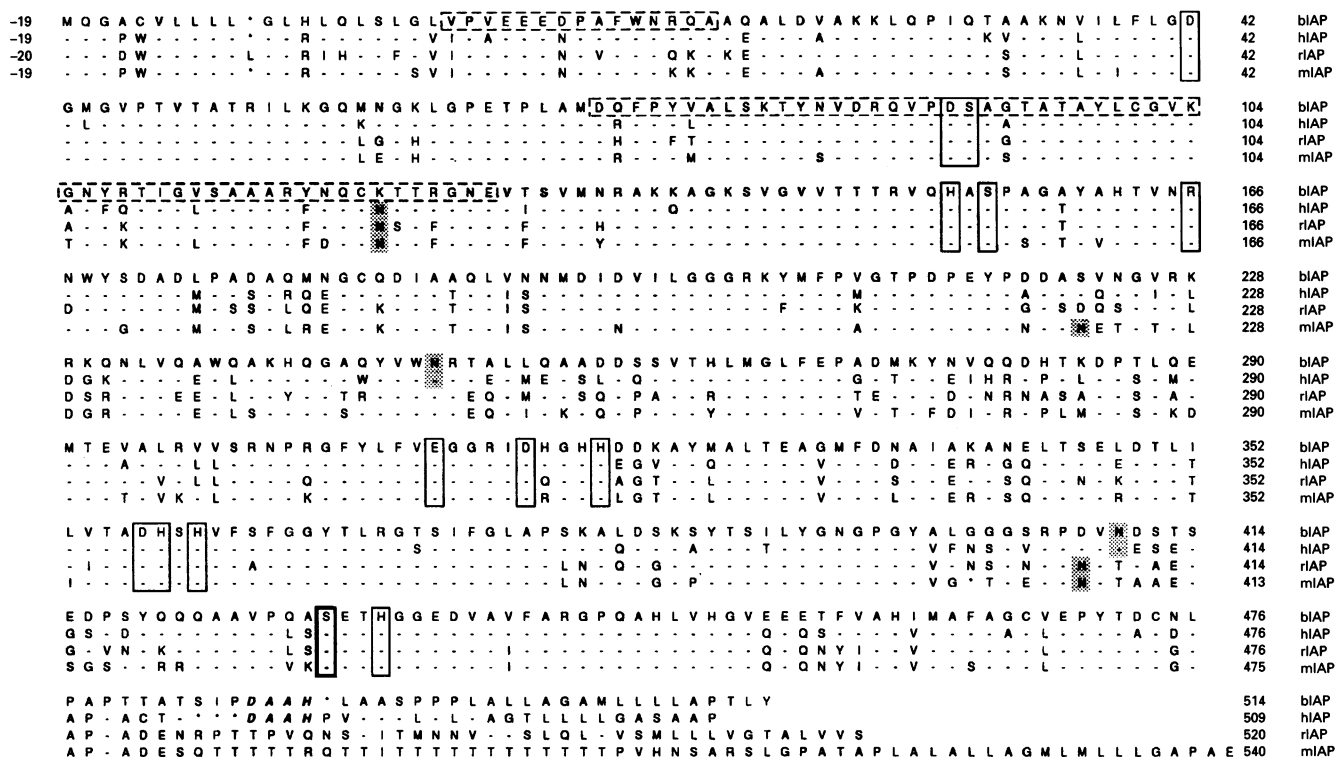 -19 M Q G A C V L L L L * G L H L Q L S L G L V P V E E E D P A F W N R Q A A Q A L D V A K K L Q P I Q T A A K N V I L F L G D 42 bIAP
-19 - - - P W - - - - - * - - R - - - - - - V I - A - - - N - - - - - - - - - E - - - A - - - - - - - - K V - - - L - - - - - - 42 hIAP
-20 - - - D W - - - - - L - - R I H - - F - V I - - - - - N - V - - - Q K - K E - - - - - - - - - - - - - S - - - L - - - - - - 42 rIAP
-19 - - - P W - - - - - * - - R - - - - - S V I - - - - - N - - - - - K K - - E - - - A - - - - - - - - - S - - - L - I - - - - 42 mIAP
G M G V P T V T A T R I L K G Q M N G K L G P E T P L A M D Q F P Y V A L S K T Y N V D R Q V P D S A G T A T A Y L C G V K 104 bIAP
- L - - - - - - - - - - - - - - K - - - - - - - - - - - - - R - - - L - - - - - - - - - - - - - - - - A - - - - - - - - - - 104 hIAP
- - - - - - - - - - - - - - - - L G - H - - - - - - - - - - H - - F T - - - - - - - - - - - - - - - - G - - - - - - - - - - 104 rIAP
- - - - - - - - - - - - - - - - L E - H - - - - - - - - - - R - - - M - - - - - - S - - - - - - - - - S - - - - - - - - - - 104 mIAP
G N Y R T I G V S A A A R Y N Q C K T T R G N E V T S V M N R A K K A G K S V G V V T T T R V Q H A S P A G A Y A H T V N R 166 bIAP
A - F Q - - - L - - - - - F - - - N - - - - - - - I - - - - - - - Q - - - - - - - - - - - - - - - - - - - - T - - - - - - - 166 hIAP
A - - K - - - - - - - - - F - - - N S - F - - - - F - - - H - - - - - - - - - - - - - - - - - - - - - - - - T - - - - - - - 166 rIAP
T - - K - - - L - - - - - F D - - N - - F - - - - F - - - Y - - - - - - - - - - - - - - - - - - - - - - S - T - V - - - - - 166 mIAP
N W Y S D A D L P A D A Q M N G C Q D I A A Q L V N N M D I D V I L G G G R K Y M F P V G T P D P E Y P D D A S V N G V R K 228 bIAP
- - - - - - - M - - S - R Q E - - - - - - T - - I S - - - - - - - - - - - - - - - - - M - - - - - - - - A - - - Q - - I - L 228 hIAP
D - - - - - - M - S S - L Q E - - K - - - T - - I S - - - - - - - - - - - - - F - - - K - - - - - - - - G - S D Q S - - - L 228 rIAP
- - - G - - - M - - S - L R E - - K - - - T - - I S - - - - N - - - - - - - - - - - - A - - - - - - - - N - - N E T - T - L 228 mIAP
R K Q N L V Q A W Q A K H Q G A Q Y V W N R T A L L Q A A D D S S V T H L M G L F E P A D M K Y N V Q Q D H T K D P T L Q E 290 bIAP
D G K - - - - E - L - - - - - - W - - - - - - E - M E - S L - Q - - - - - - - - - - - G - T - - E I H R - P - L - - S - M - 290 hIAP
D S R - - - E E - L - - Y - T R - - - - - - E Q - M - - S Q - P A - - R - - - - - - - T E - - - D - N R N A S A - - S - A - 290 rIAP
D G R - - - - E - L S - - - - S - - - - - - E Q - I - K - Q - P - - - Y - - - - - - - V - T - F D I - R - P L M - - S - K D 290 mIAP
M T E V A L R V V S R N P R G F Y L F V E G G R I D H G H H D D K A Y M A L T E A G M F D N A I A K A N E L T S E L D T L I 352 bIAP
- - - A - - - L L - - - - - - - - - - - - - - - - - - - - - E G V - - Q - - - - - V - - - D - - E R - G Q - - - - E - - - T 352 hIAP
- - - - - V - L L - - - - Q - - - - - - - - - - - - Q - - - A G T - - L - - - - - V - - - S - - E - - S Q - - N - K - - - T 352 rIAP
- - - T - V K - L - - - - K - - - - - - - - - - - - R - - - L G T - - L - - - - - V - - - L - - E R - S Q - - - - R - - - T 352 mIAP
L V T A D H S H V F S F G G Y T L R G T S I F G L A P S K A L D S K S Y T S I L Y G N G P G Y A L G G G S R P D V N D S T S 414 bIAP
- - - - - - - - - - - - - - - - - - - S - - - - - - - - - - Q - - - A - - - T - - - - - - - - V F N S - V - - - - - E S E - 414 hIAP
- I - - - - - - - - A - - - - - - - - - - - - - - - - L N - Q - G - - - - - - - - - - - - - - V - N S - N - - N - T - A E - 414 rIAP
I - - - - - - - - - - - - - - - - - - - - - - - - - - L N - - - G - P - - - - - - - - - - - - V G * T - E - - N - T A A E - 413 mIAP
E D P S Y Q Q Q A A V P Q A S E T H G G E D V A V F A R G P Q A H L V H G V E E E T F V A H I M A F A G C V E P Y T D C N L 476 bIAP
G S - D - - - - - - - - L S - - - - - - - - - - - - - - - - - - - - - - - - Q - Q S - - - - V - - - - A - L - - - - A - D - 476 hIAP
G - V N - K - - - - - - L S - - - - - - - - - - I - - - - - - - - - - - - - Q - Q N Y I - - V - - - - - - L - - - - - - G - 476 rIAP
S G S - - R R - - - - - V K - - - - - - - - - - I - - - - - - - - - - - - - Q - Q N Y I - - V - - S - - - L - - - - - - G - 475 mIAP
P A P T T A T S I P D A A H * L A A S P P P L A L L A G A M L L L L A P T L Y 514 bIAP
A P - A C T - * * * D A A H P V - - - L - L - A G T L L L L G A S A A P 509 hIAP
A P - A D E N R P T T P V Q N S - I T M N N V - - S L Q L - V S M L L L V G T A L V V S 520 rIAP
A P - A D E S Q T T T T T R Q T T I T T T T T T T T T T T T P V H N S A R S L G P A T A P L A L A L L A G M L M L L L G A P A E 540 mIAP